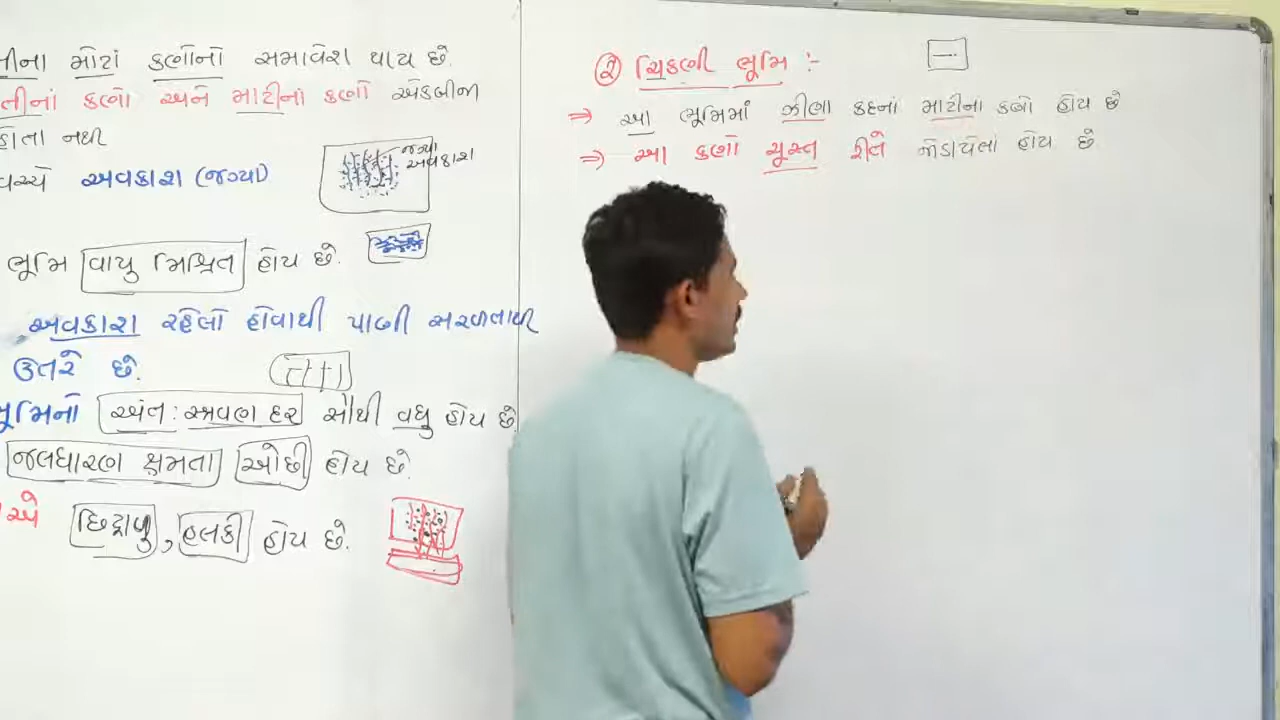 મોટાં કણોનો સમાવેશ થાય છે.
કણો અને માટીનાં કણો એકબીજા
હોતા નથી
વચ્ચે અવકાશ (જગ્યા)
જગ્યા
અવકાશ
ભૂમિ વાયુ મિશ્રિત હોય છે.
અવકાશ રહેલો હોવાથી પાણી સરળતાથી
ઉતરે છે.
ભૂમિનો અંત: સ્ત્રવણ દર સૌથી વધુ હોય છે
જલધારણ ક્ષમતા ઓછી હોય છે.
એ છિદ્રાળુ, હલકી હોય છે.
② ચિકણી ભૂમિ :-
⇒ આ ભૂમિમાં ઝીણા કદનાં માટીના કણો હોય છે
⇒ આ કણો ચૂસ્ત રીતે જોડાયેલાં હોય છે